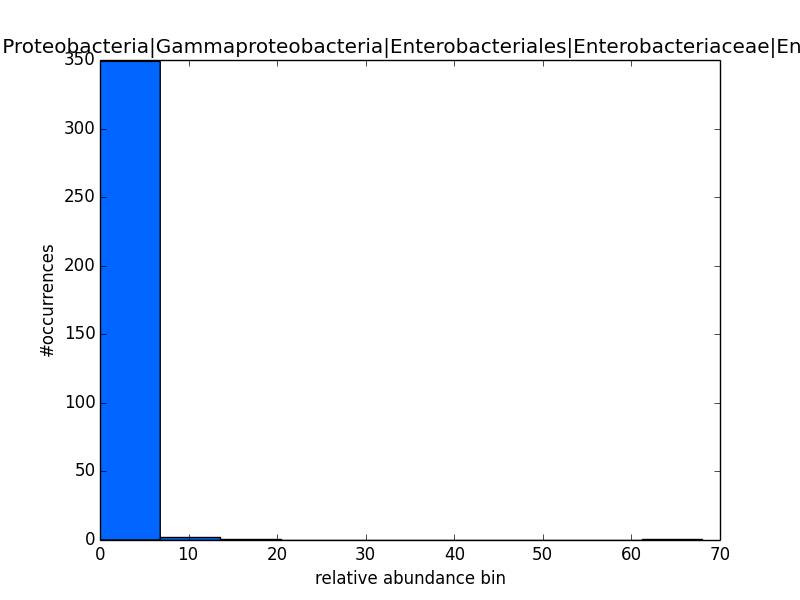 Proteobacteria|Gammaproteobacteria|Enterobacteriales|Enterobacteriaceae|En
350
300
250
200
150
100
50
0
#occurrences
0 10 20 30 40 50 60 70
relative abundance bin